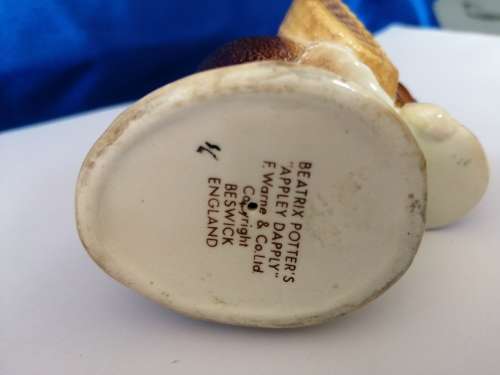 BEATRIX POTTER'S
"APPLEY DAPPLY"
F. Warne & Co. Ltd.
Copyright
BESWICK
ENGLAND